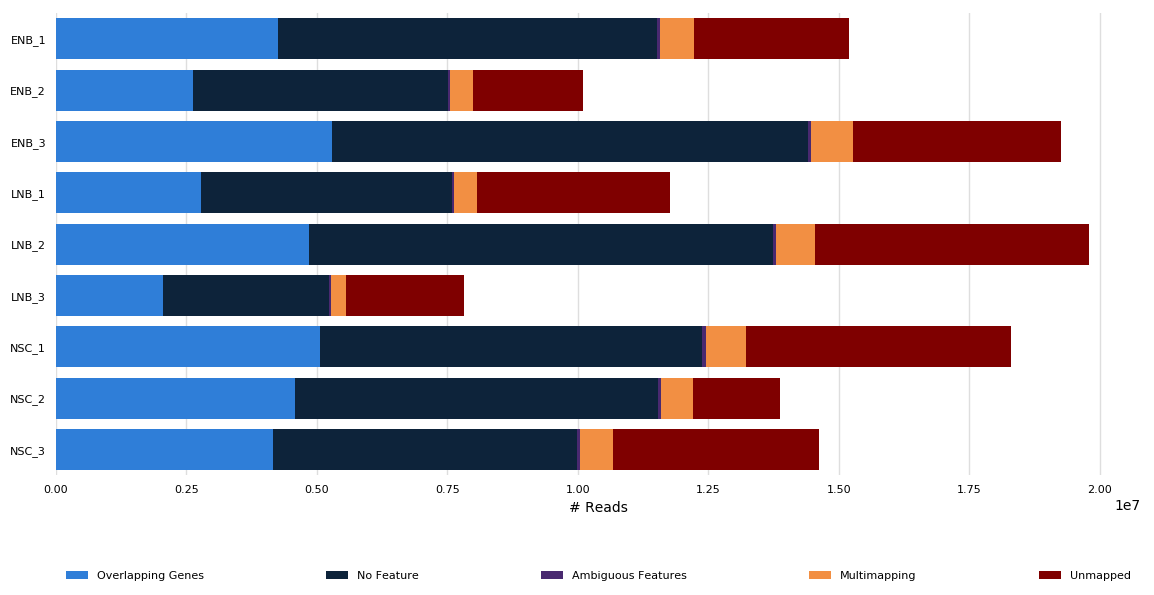 ENB_1
ENB_2
ENB_3
LNB_1
LNB_2
LNB_3
NSC_1
NSC_2
NSC_3
0.00 0.25 0.50 0.75 1.00 1.25 1.50 1.75 2.00
# Reads
1e7
Overlapping Genes No Feature Ambiguous Features Multimapping Unmapped